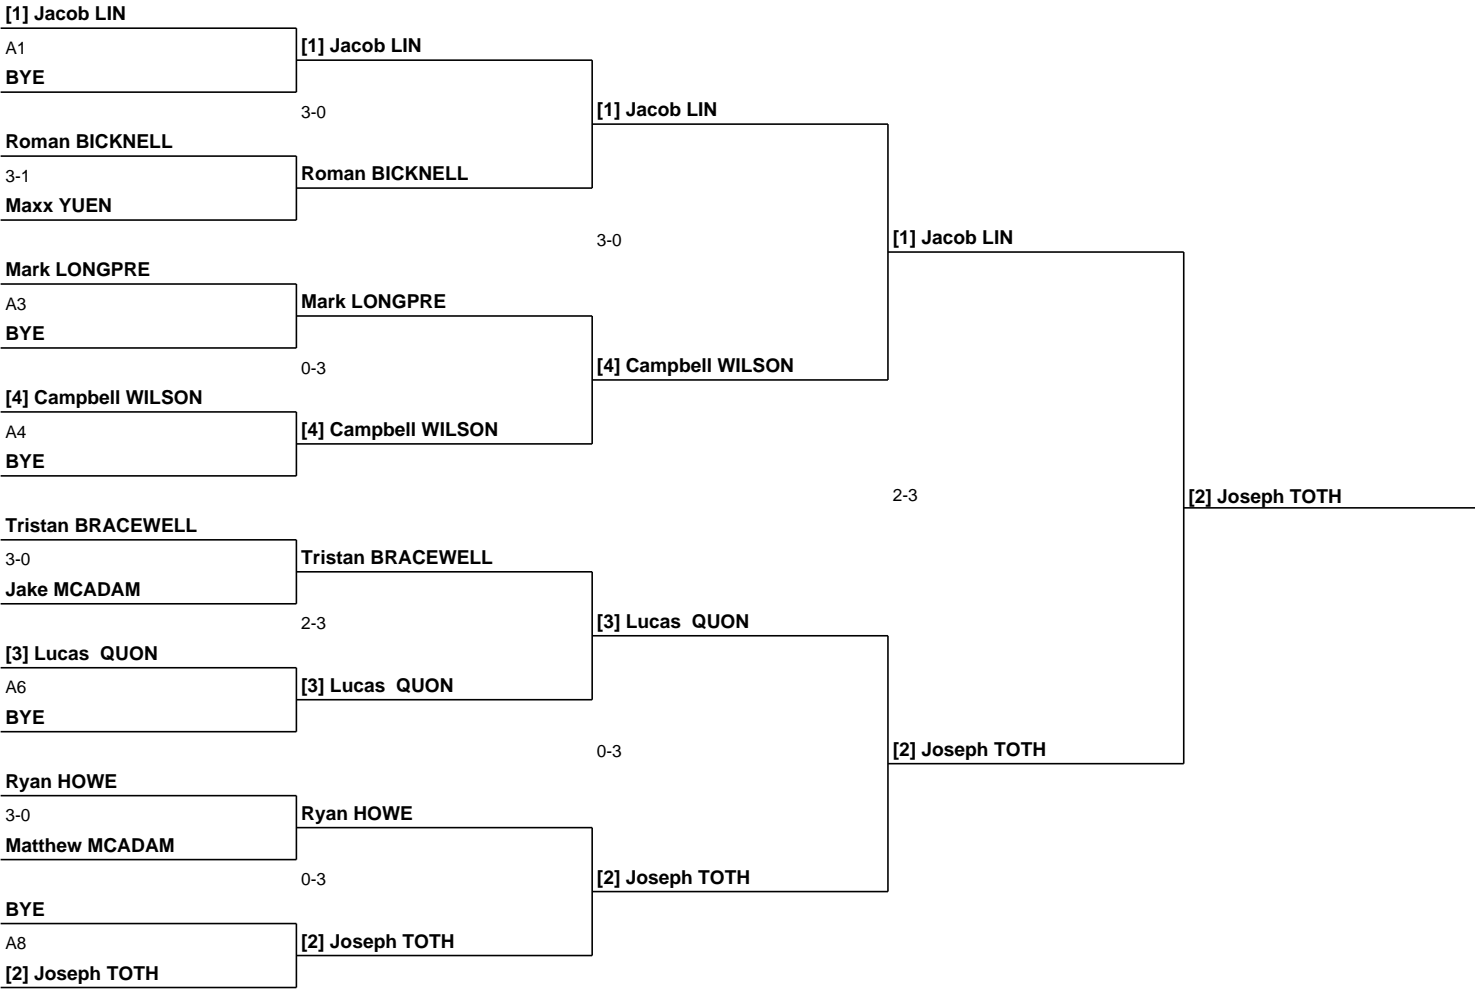 [1] Jacob LIN
A1
BYE
Roman BICKNELL
3-1
Maxx YUEN
Mark LONGPRE
A3
BYE
[4] Campbell WILSON
A4
BYE
Tristan BRACEWELL
3-0
Jake MCADAM
[3] Lucas  QUON
A6
BYE
Ryan HOWE
3-0
Matthew MCADAM
BYE
A8
[2] Joseph TOTH
[1] Jacob LIN
3-0
Roman BICKNELL
Mark LONGPRE
0-3
[4] Campbell WILSON
Tristan BRACEWELL
2-3
[3] Lucas  QUON
Ryan HOWE
0-3
[2] Joseph TOTH
[1] Jacob LIN
3-0
[4] Campbell WILSON
[3] Lucas  QUON
0-3
[2] Joseph TOTH
[1] Jacob LIN
2-3
[2] Joseph TOTH
[2] Joseph TOTH